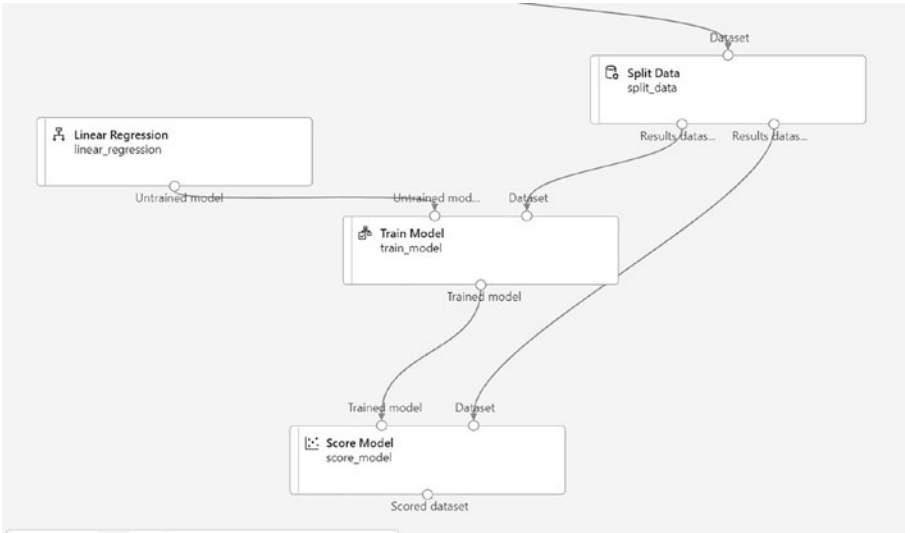 Dataset
Split Data
split_data
Results datas...
Results datas...
Linear Regression
linear_regression
Untrained model
Untrained mod...
Dataset
Train Model
train_model
Trained model
Trained model
Dataset
Score Model
score_model
Scored dataset